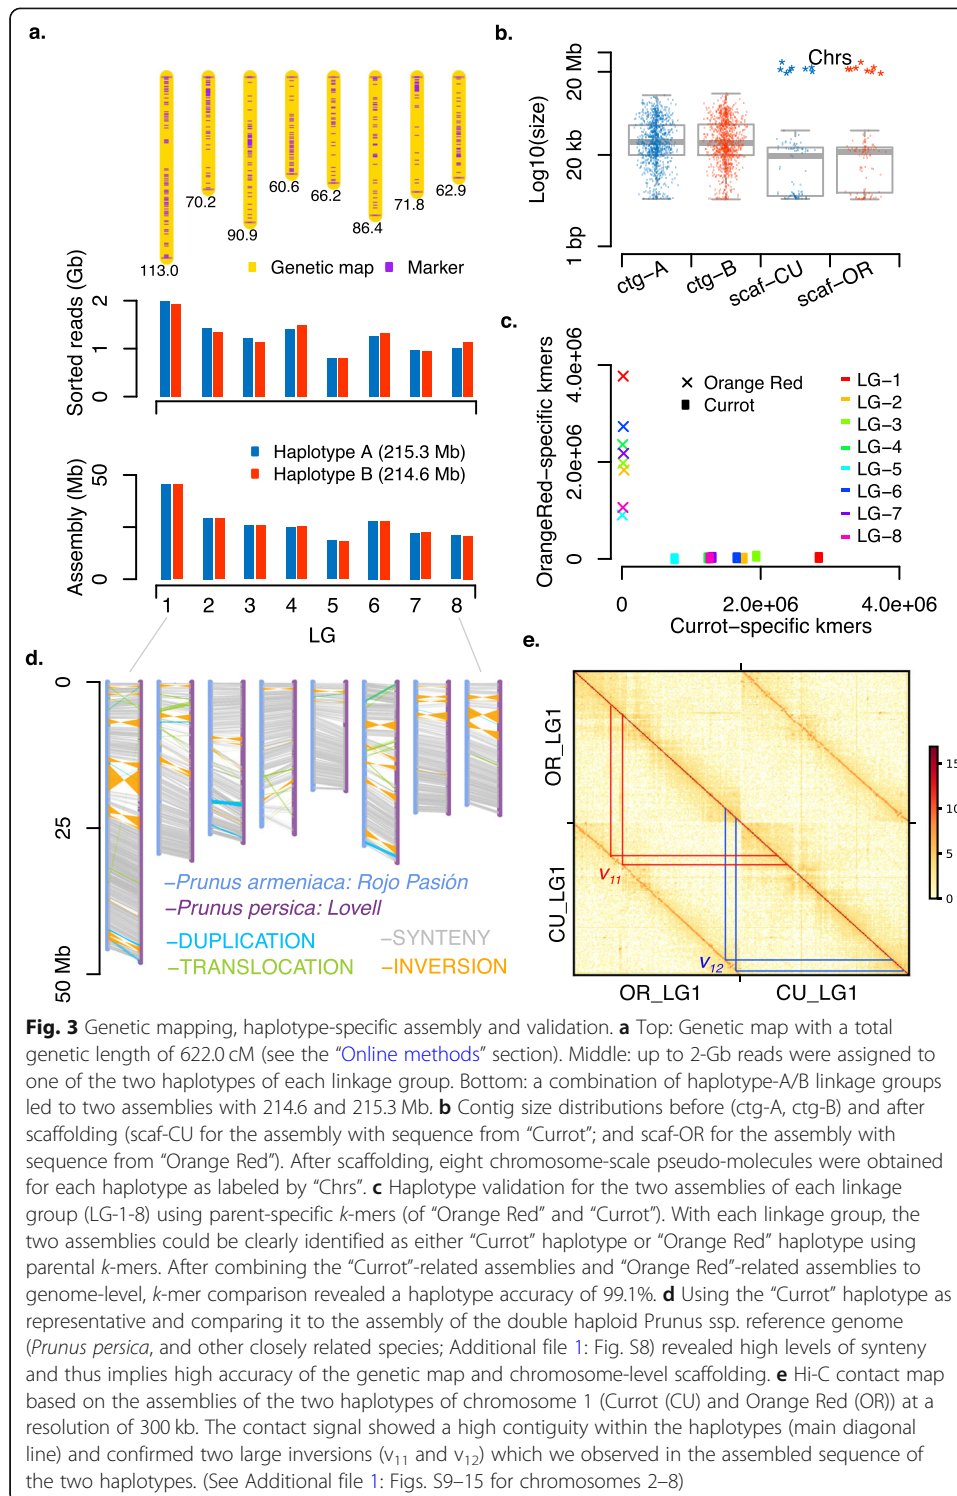 a.
113.0
70.2
90.9
60.6
66.2
86.4
71.8
62.9
Genetic map
Marker
Sorted reads (Gb)
2
1
0
Assembly (Mb)
50
0
Haplotype A (215.3 Mb)
Haplotype B (214.6 Mb)
1 2 3 4 5 6 7 8
LG
b.
Chrs
Log10(size)
20 Mb
20 kb
1 bp
ctg−A
ctg−B
scaf−CU
scaf−OR
c.
OrangeRed−specific kmers
4.0e+06
2.0e+06
0
Orange Red
Currot
LG−1
LG−2
LG−3
LG−4
LG−5
LG−6
LG−7
LG−8
0 2.0e+06 4.0e+06
Currot−specific kmers
d.
0
25
50 Mb
−Prunus armeniaca: Rojo Pasión
−Prunus persica: Lovell
−DUPLICATION
−SYNTENY
−TRANSLOCATION
−INVERSION
e.
OR_LG1
CU_LG1
V11
V12
OR_LG1
CU_LG1
15
10
5
0
Fig. 3 Genetic mapping, haplotype-specific assembly and validation. a Top: Genetic map with a total
genetic length of 622.0 cM (see the “Online methods” section). Middle: up to 2-Gb reads were assigned to
one of the two haplotypes of each linkage group. Bottom: a combination of haplotype-A/B linkage groups
led to two assemblies with 214.6 and 215.3 Mb. b Contig size distributions before (ctg-A, ctg-B) and after
scaffolding (scaf-CU for the assembly with sequence from “Currot”; and scaf-OR for the assembly with
sequence from “Orange Red”). After scaffolding, eight chromosome-scale pseudo-molecules were obtained
for each haplotype as labeled by “Chrs”. c Haplotype validation for the two assemblies of each linkage
group (LG-1-8) using parent-specific k-mers (of “Orange Red” and “Currot”). With each linkage group, the
two assemblies could be clearly identified as either “Currot” haplotype or “Orange Red” haplotype using
parental k-mers. After combining the “Currot”-related assemblies and “Orange Red”-related assemblies to
genome-level, k-mer comparison revealed a haplotype accuracy of 99.1%. d Using the “Currot” haplotype as
representative and comparing it to the assembly of the double haploid Prunus ssp. reference genome
(Prunus persica, and other closely related species; Additional file 1: Fig. S8) revealed high levels of synteny
and thus implies high accuracy of the genetic map and chromosome-level scaffolding. e Hi-C contact map
based on the assemblies of the two haplotypes of chromosome 1 (Currot (CU) and Orange Red (OR)) at a
resolution of 300 kb. The contact signal showed a high contiguity within the haplotypes (main diagonal
line) and confirmed two large inversions (v11 and v12) which we observed in the assembled sequence of
the two haplotypes. (See Additional file 1: Figs. S9–15 for chromosomes 2–8)